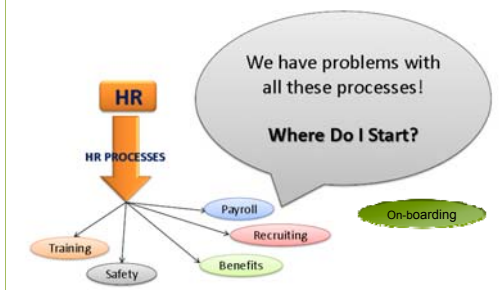 We have problems with
all these processes!
Where Do I Start?
HR
HR PROCESSES
Payroll
On-boarding
Recruiting
Training
Benefits
Safety